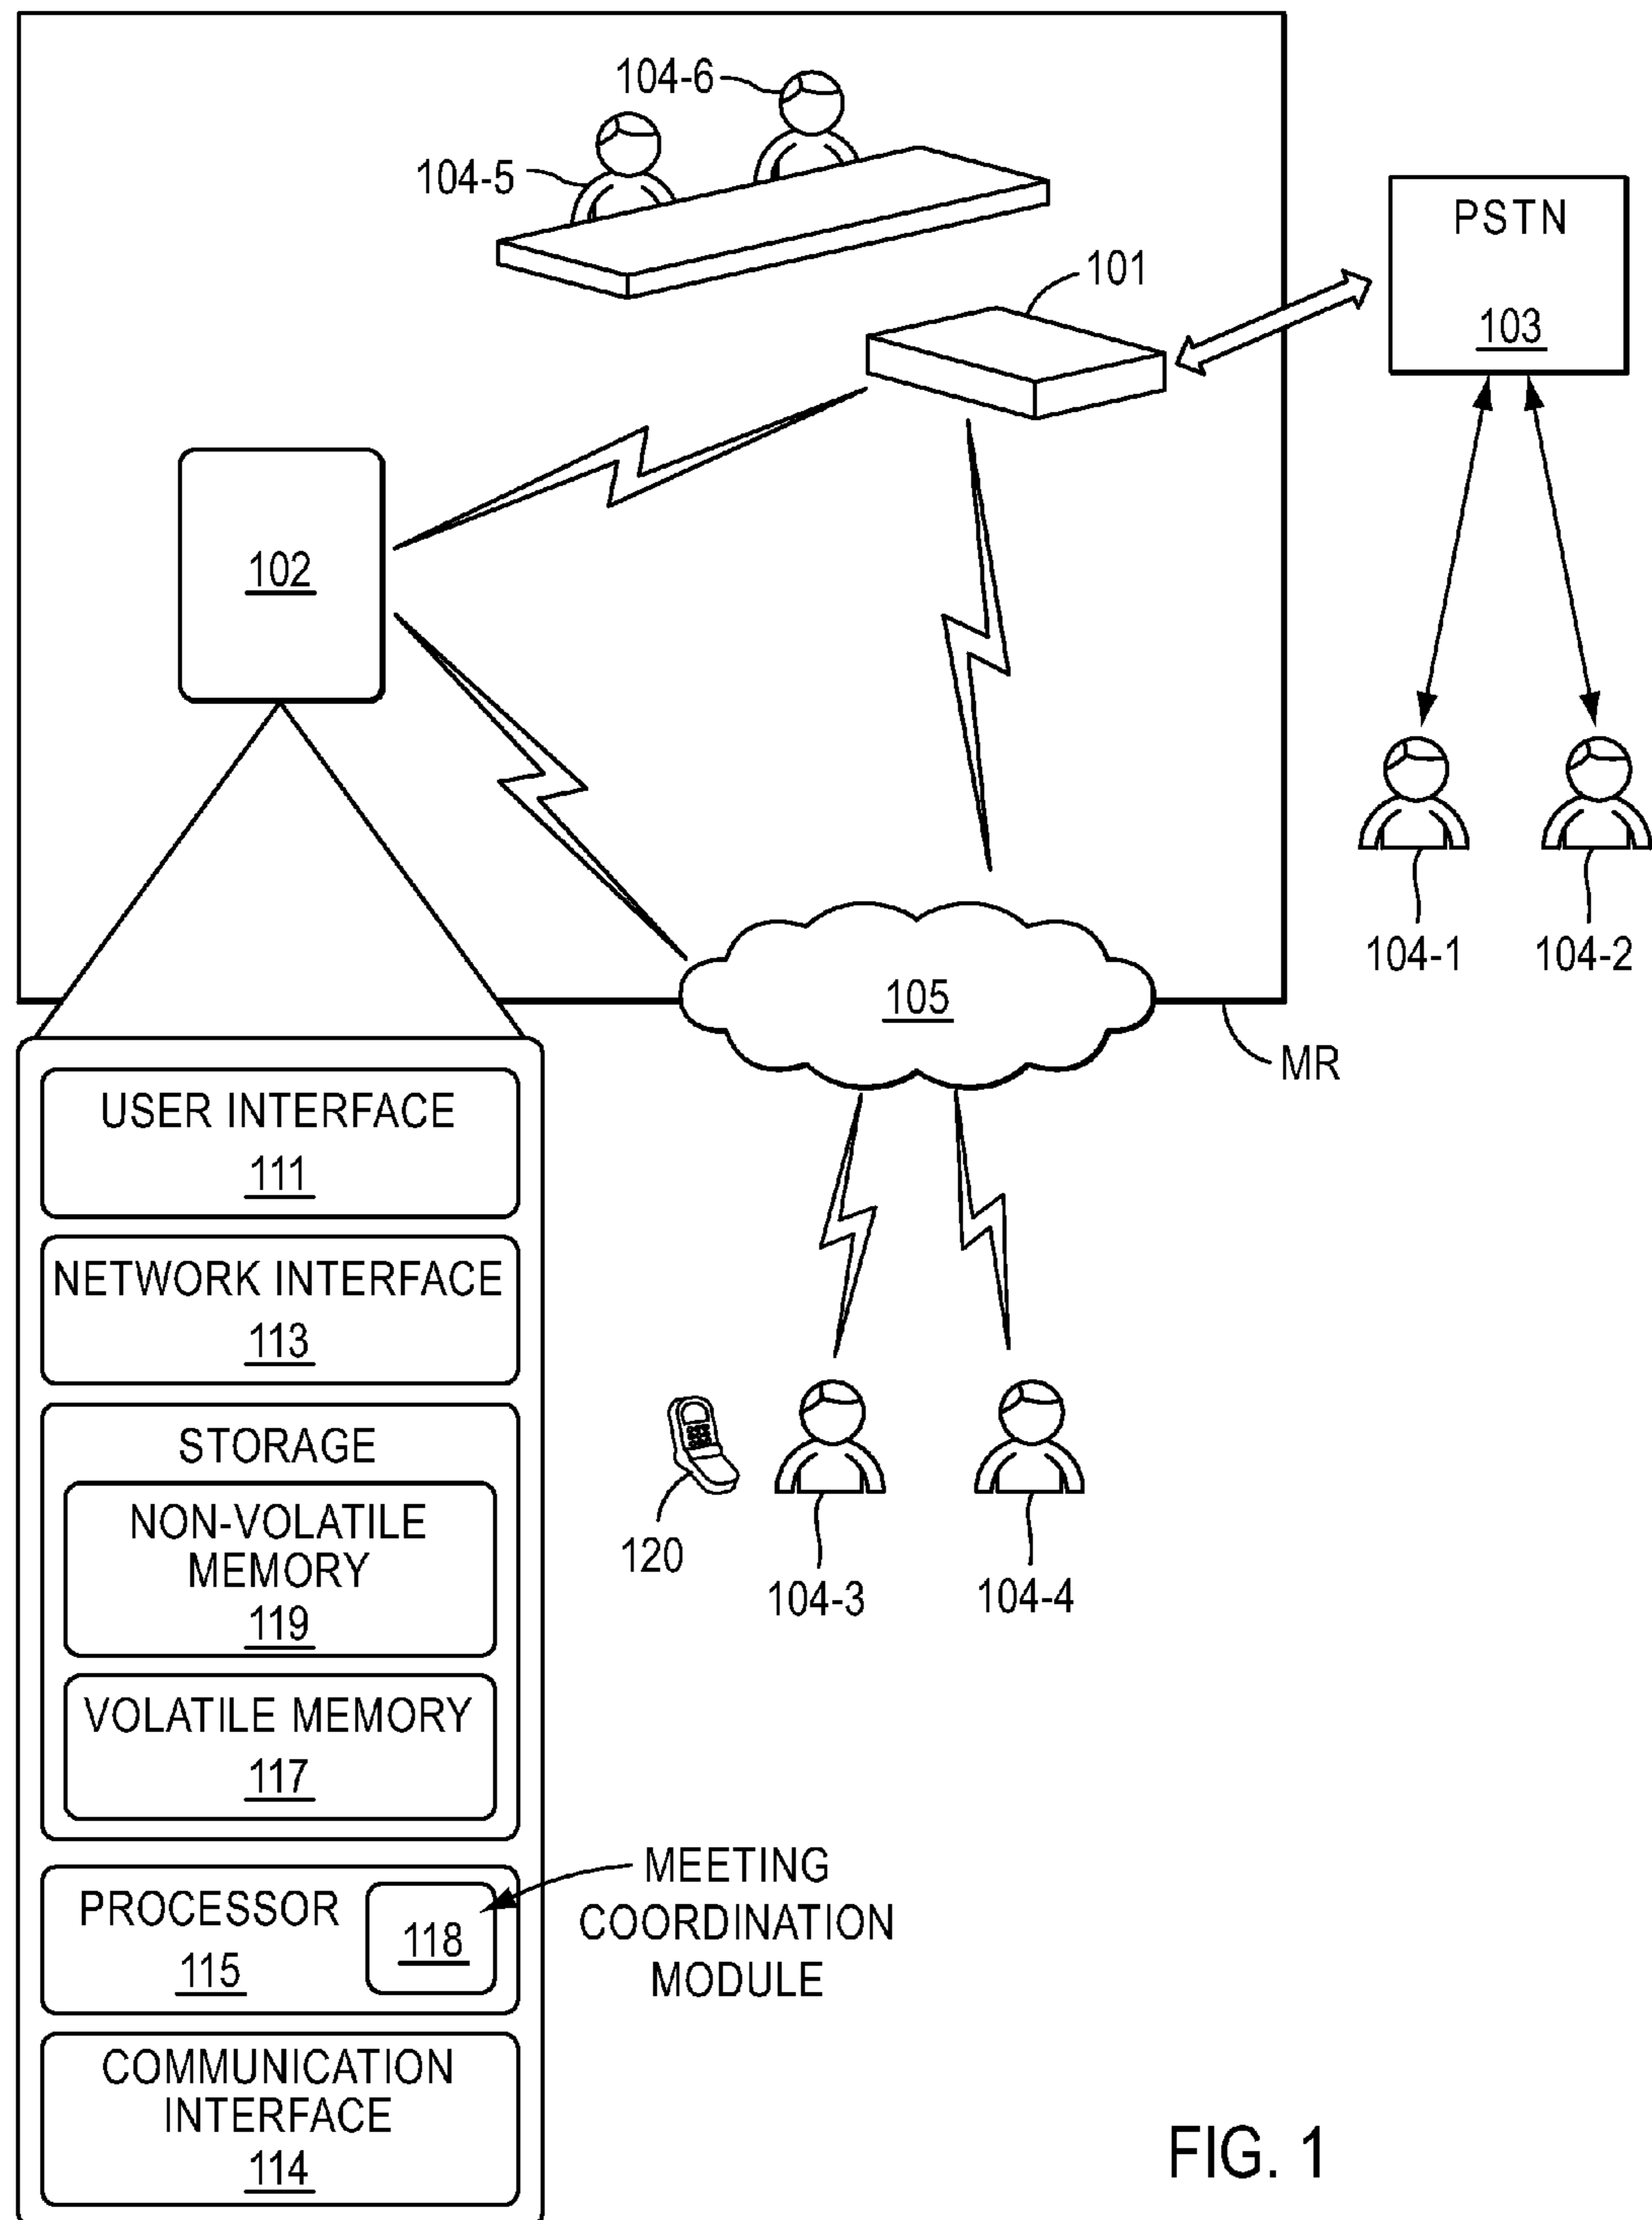 104-6
104-5
101
PSTN
103
102
104-1
104-2
105
MR
USER INTERFACE
111
NETWORK INTERFACE
113
STORAGE
NON-VOLATILE
MEMORY
119
VOLATILE MEMORY
117
120
104-3
104-4
PROCESSOR
115
118
MEETING
COORDINATION
MODULE
COMMUNICATION
INTERFACE
114
FIG. 1